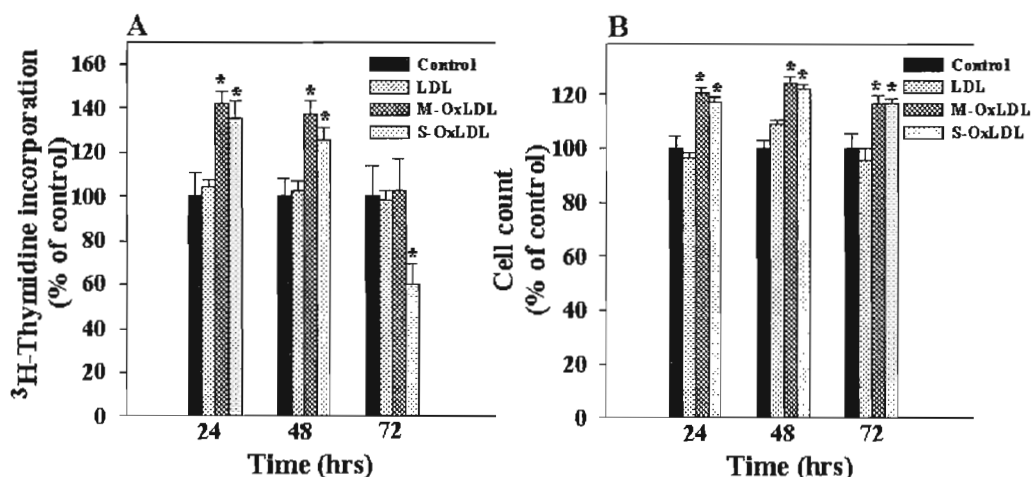 A
³H-Thymidine incorporation
(% of control)
160
140
120
100
80
60
40
20
0
* * * * *
Control
LDL
M-OxLDL
S-OxLDL
24 48 72
Time (hrs)
B
Cell count
(% of control)
120
100
80
60
40
20
0
* * * * * *
Control
LDL
M-OxLDL
S-OxLDL
24 48 72
Time (hrs)